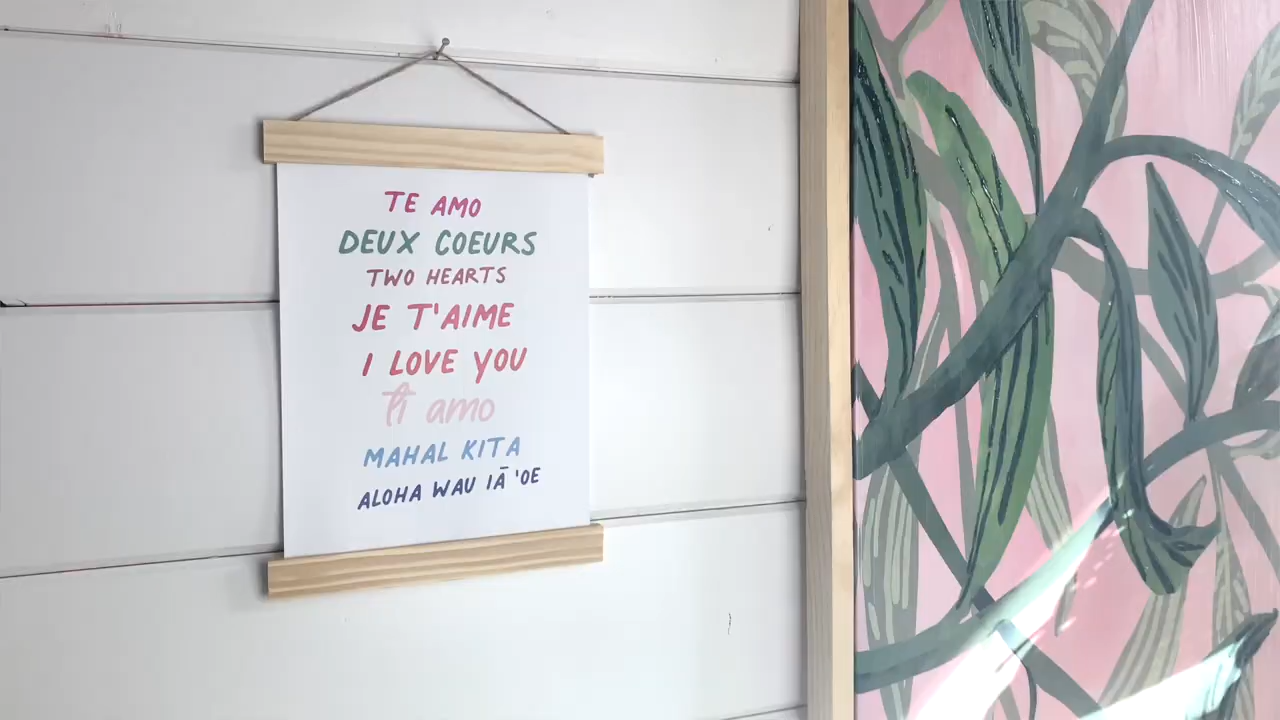 TE AMO
DEUX COEURS
TWO HEARTS
JE T'AIME
I LOVE YOU
ti amo
MAHAL KITA
ALOHA WAU IĀ 'OE